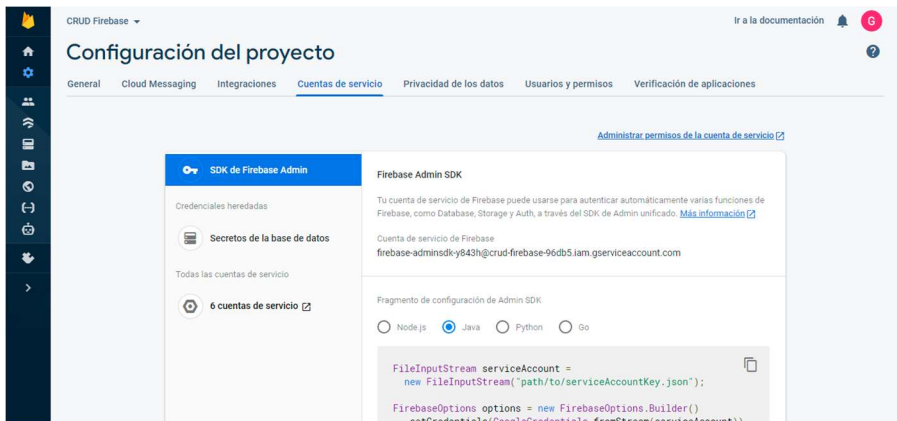 CRUD Firebase
Ir a la documentación
G
Configuración del proyecto
?
General Cloud Messaging Integraciones Cuentas de servicio Privacidad de los datos Usuarios y permisos Verificación de aplicaciones
Administrar permisos de la cuenta de servicio
SDK de Firebase Admin
Credenciales heredadas
Secretos de la base de datos
Todas las cuentas de servicio
6 cuentas de servicio
Firebase Admin SDK
Tu cuenta de servicio de Firebase puede usarse para autenticar automáticamente varias funciones de
Firebase, como Database, Storage y Auth, a través del SDK de Admin unificado. Más información
Cuenta de servicio de Firebase
firebase-adminsdk-y843h@crud-firebase-96db5.iam.gserviceaccount.com
Fragmento de configuración de Admin SDK
Node.js Java Python Go
FileInputStream serviceAccount =
new FileInputStream("path/to/serviceAccountKey.json");
FirebaseOptions options = new FirebaseOptions.Builder()
.setCredentials(GoogleCredentials.fromStream(serviceAccount))